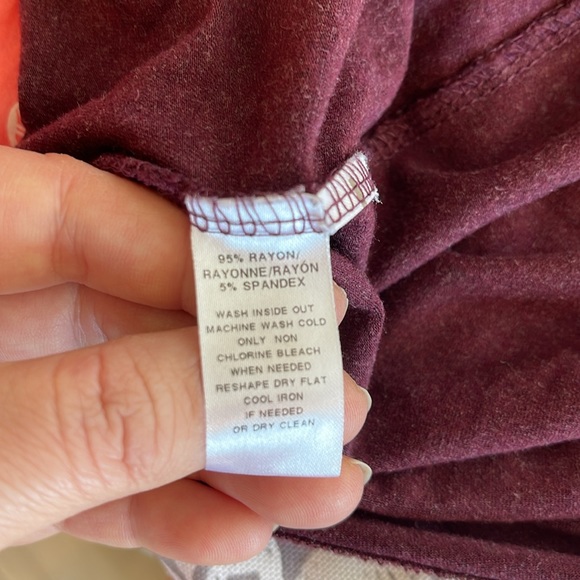 95% RAYON/
RAYONNE/RAYÓN
5% SPANDEX
WASH INSIDE OUT
MACHINE WASH COLD
ONLY NON
CHLORINE BLEACH
WHEN NEEDED
RESHAPE DRY FLAT
COOL IRON
IF NEEDED
OR DRY CLEAN